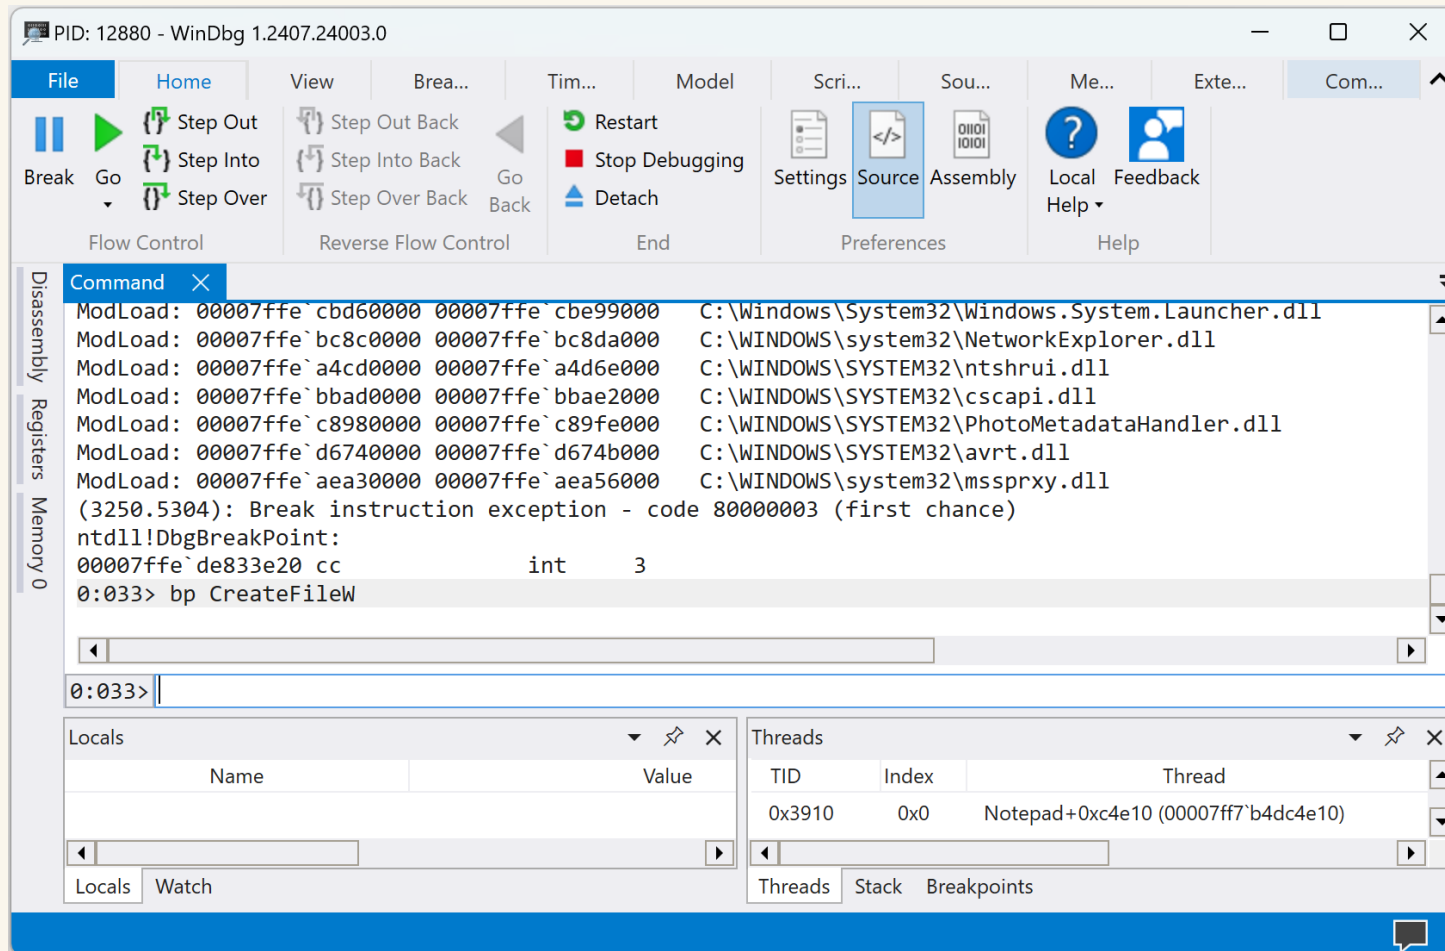 PID: 12880 - WinDbg 1.2407.24003.0
File Home View Brea... Tim... Model Scri... Sou... Me... Exte... Com...
Break
Go
Step Out
Step Into
Step Over
Flow Control
Step Out Back
Step Into Back
Step Over Back
Go
Back
Reverse Flow Control
Restart
Stop Debugging
Detach
End
Settings
Source
Assembly
Preferences
Local
Help
Feedback
Help
Disassembly
Registers
Memory 0
Command
ModLoad: 00007ffe`cbd60000 00007ffe`cbe99000 C:\Windows\System32\Windows.System.Launcher.dll
ModLoad: 00007ffe`bc8c0000 00007ffe`bc8da000 C:\WINDOWS\system32\NetworkExplorer.dll
ModLoad: 00007ffe`a4cd0000 00007ffe`a4d6e000 C:\WINDOWS\SYSTEM32\ntshrui.dll
ModLoad: 00007ffe`bbad0000 00007ffe`bbae2000 C:\WINDOWS\SYSTEM32\cscapi.dll
ModLoad: 00007ffe`c8980000 00007ffe`c89fe000 C:\WINDOWS\SYSTEM32\PhotoMetadataHandler.dll
ModLoad: 00007ffe`d6740000 00007ffe`d674b000 C:\WINDOWS\SYSTEM32\avrt.dll
ModLoad: 00007ffe`aea30000 00007ffe`aea56000 C:\WINDOWS\system32\mssprxy.dll
(3250.5304): Break instruction exception - code 80000003 (first chance)
ntdll!DbgBreakPoint:
00007ffe`de833e20 cc int 3
0:033> bp CreateFileW
0:033>
Locals
Name Value
Locals Watch
Threads
TID Index Thread
0x3910 0x0 Notepad+0xc4e10 (00007ff7`b4dc4e10)
Threads Stack Breakpoints